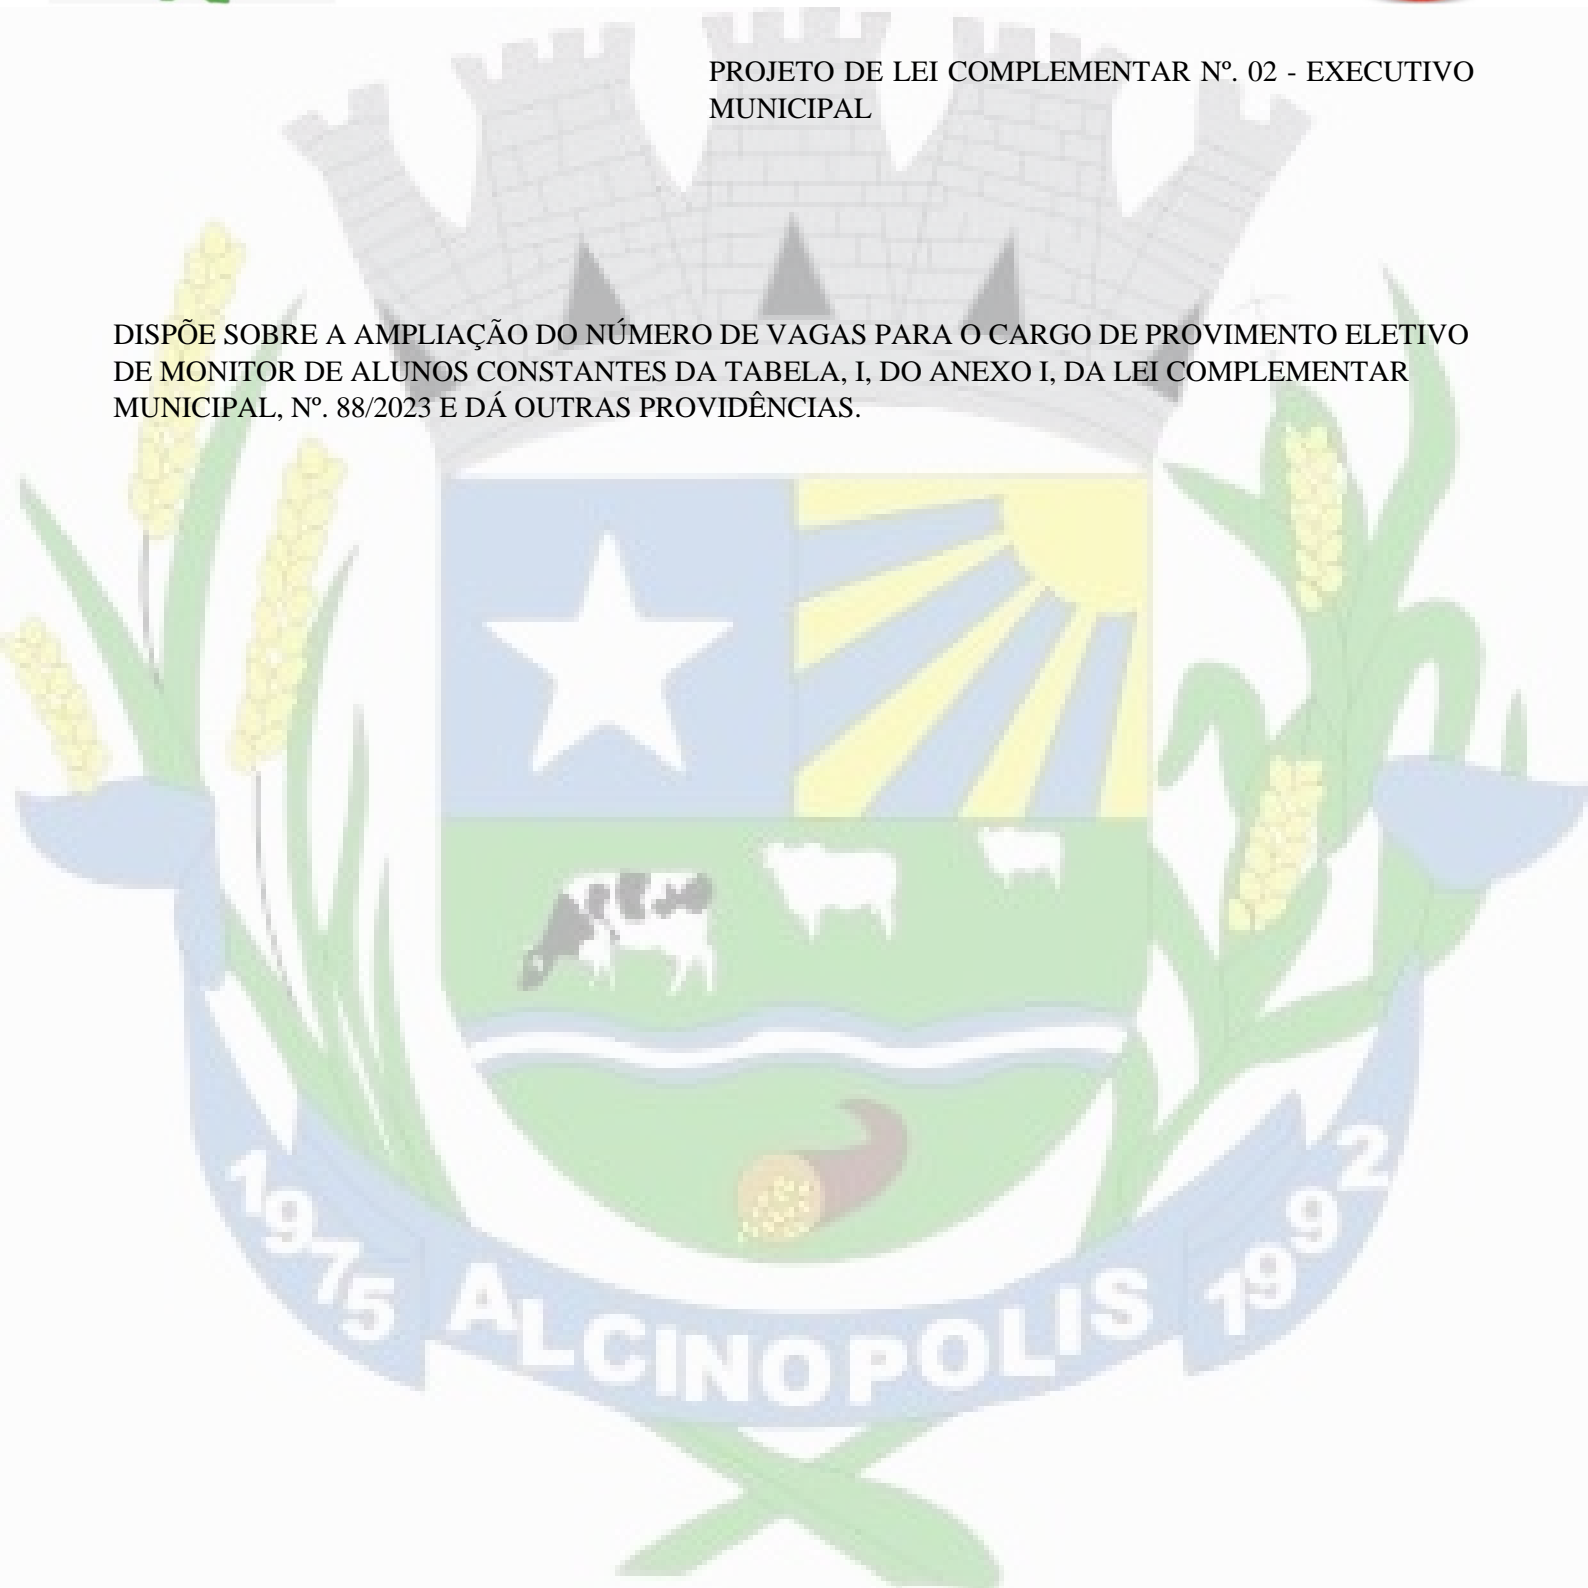 PROJETO DE LEI COMPLEMENTAR Nº. 02 - EXECUTIVO
MUNICIPAL
DISPÕE SOBRE A AMPLIAÇÃO DO NÚMERO DE VAGAS PARA O CARGO DE PROVIMENTO ELETIVO
DE MONITOR DE ALUNOS CONSTANTES DA TABELA, I, DO ANEXO I, DA LEI COMPLEMENTAR
MUNICIPAL, Nº. 88/2023 E DÁ OUTRAS PROVIDÊNCIAS.
1975 ALCINOPOLIS 1992